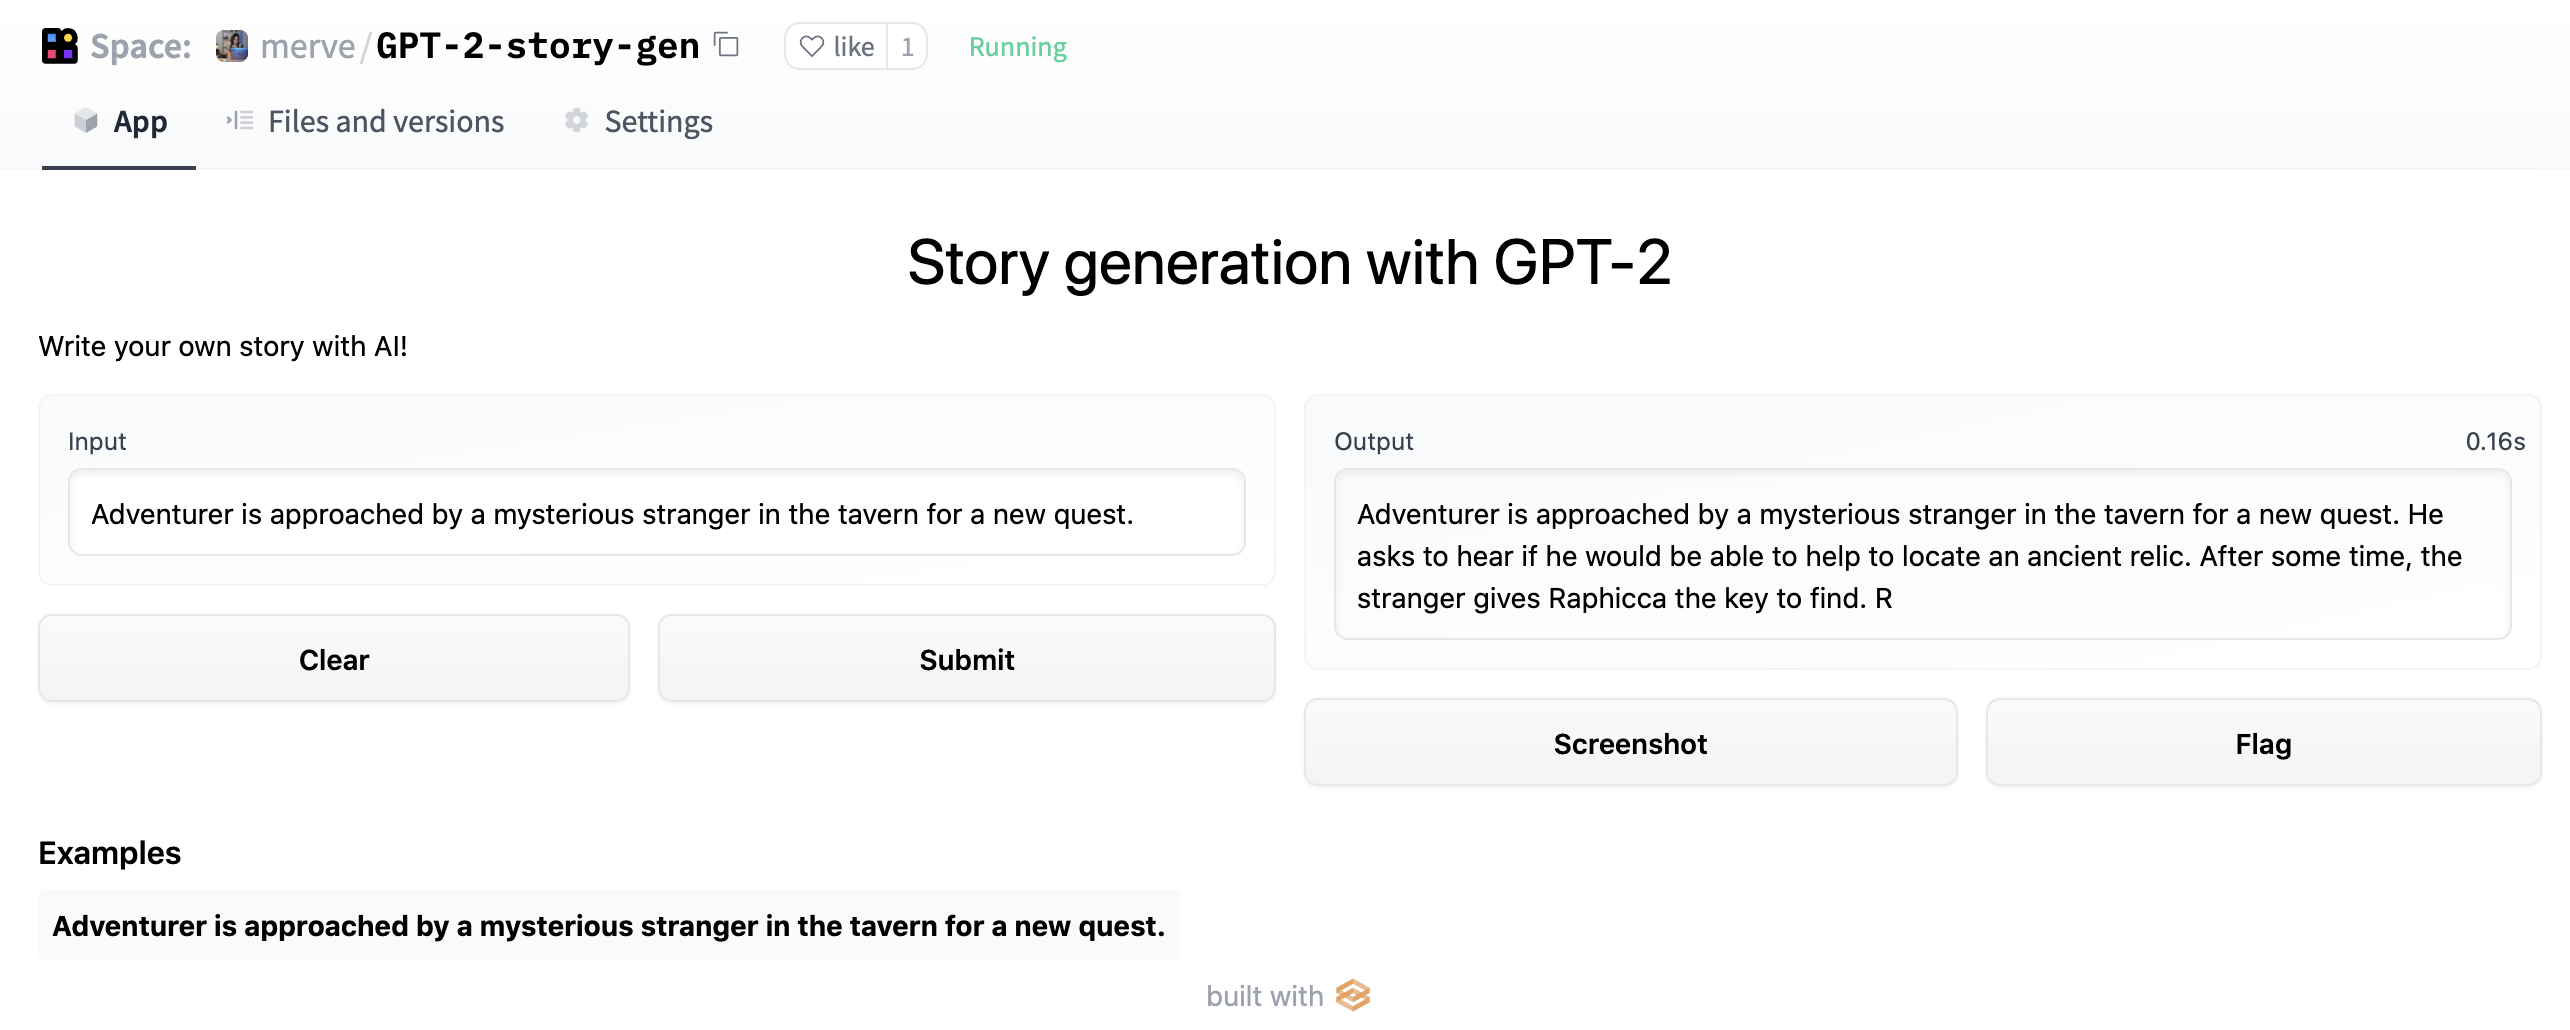 Space: merve/GPT-2-story-gen like 1 Running
App Files and versions Settings
Story generation with GPT-2
Write your own story with AI!
Input
Adventurer is approached by a mysterious stranger in the tavern for a new quest.
Clear Submit
Output 0.16s
Adventurer is approached by a mysterious stranger in the tavern for a new quest. He
asks to hear if he would be able to help to locate an ancient relic. After some time, the
stranger gives Raphicca the key to find. R
Screenshot Flag
Examples
Adventurer is approached by a mysterious stranger in the tavern for a new quest.
built with